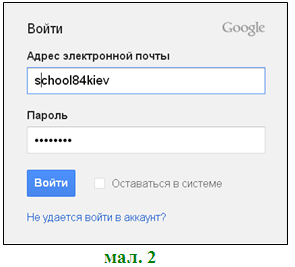 Войти Google
Адрес электронной почты
school84kiev
Пароль
••••••••
Войти Оставаться в системе
Не удается войти в аккаунт?
мал. 2